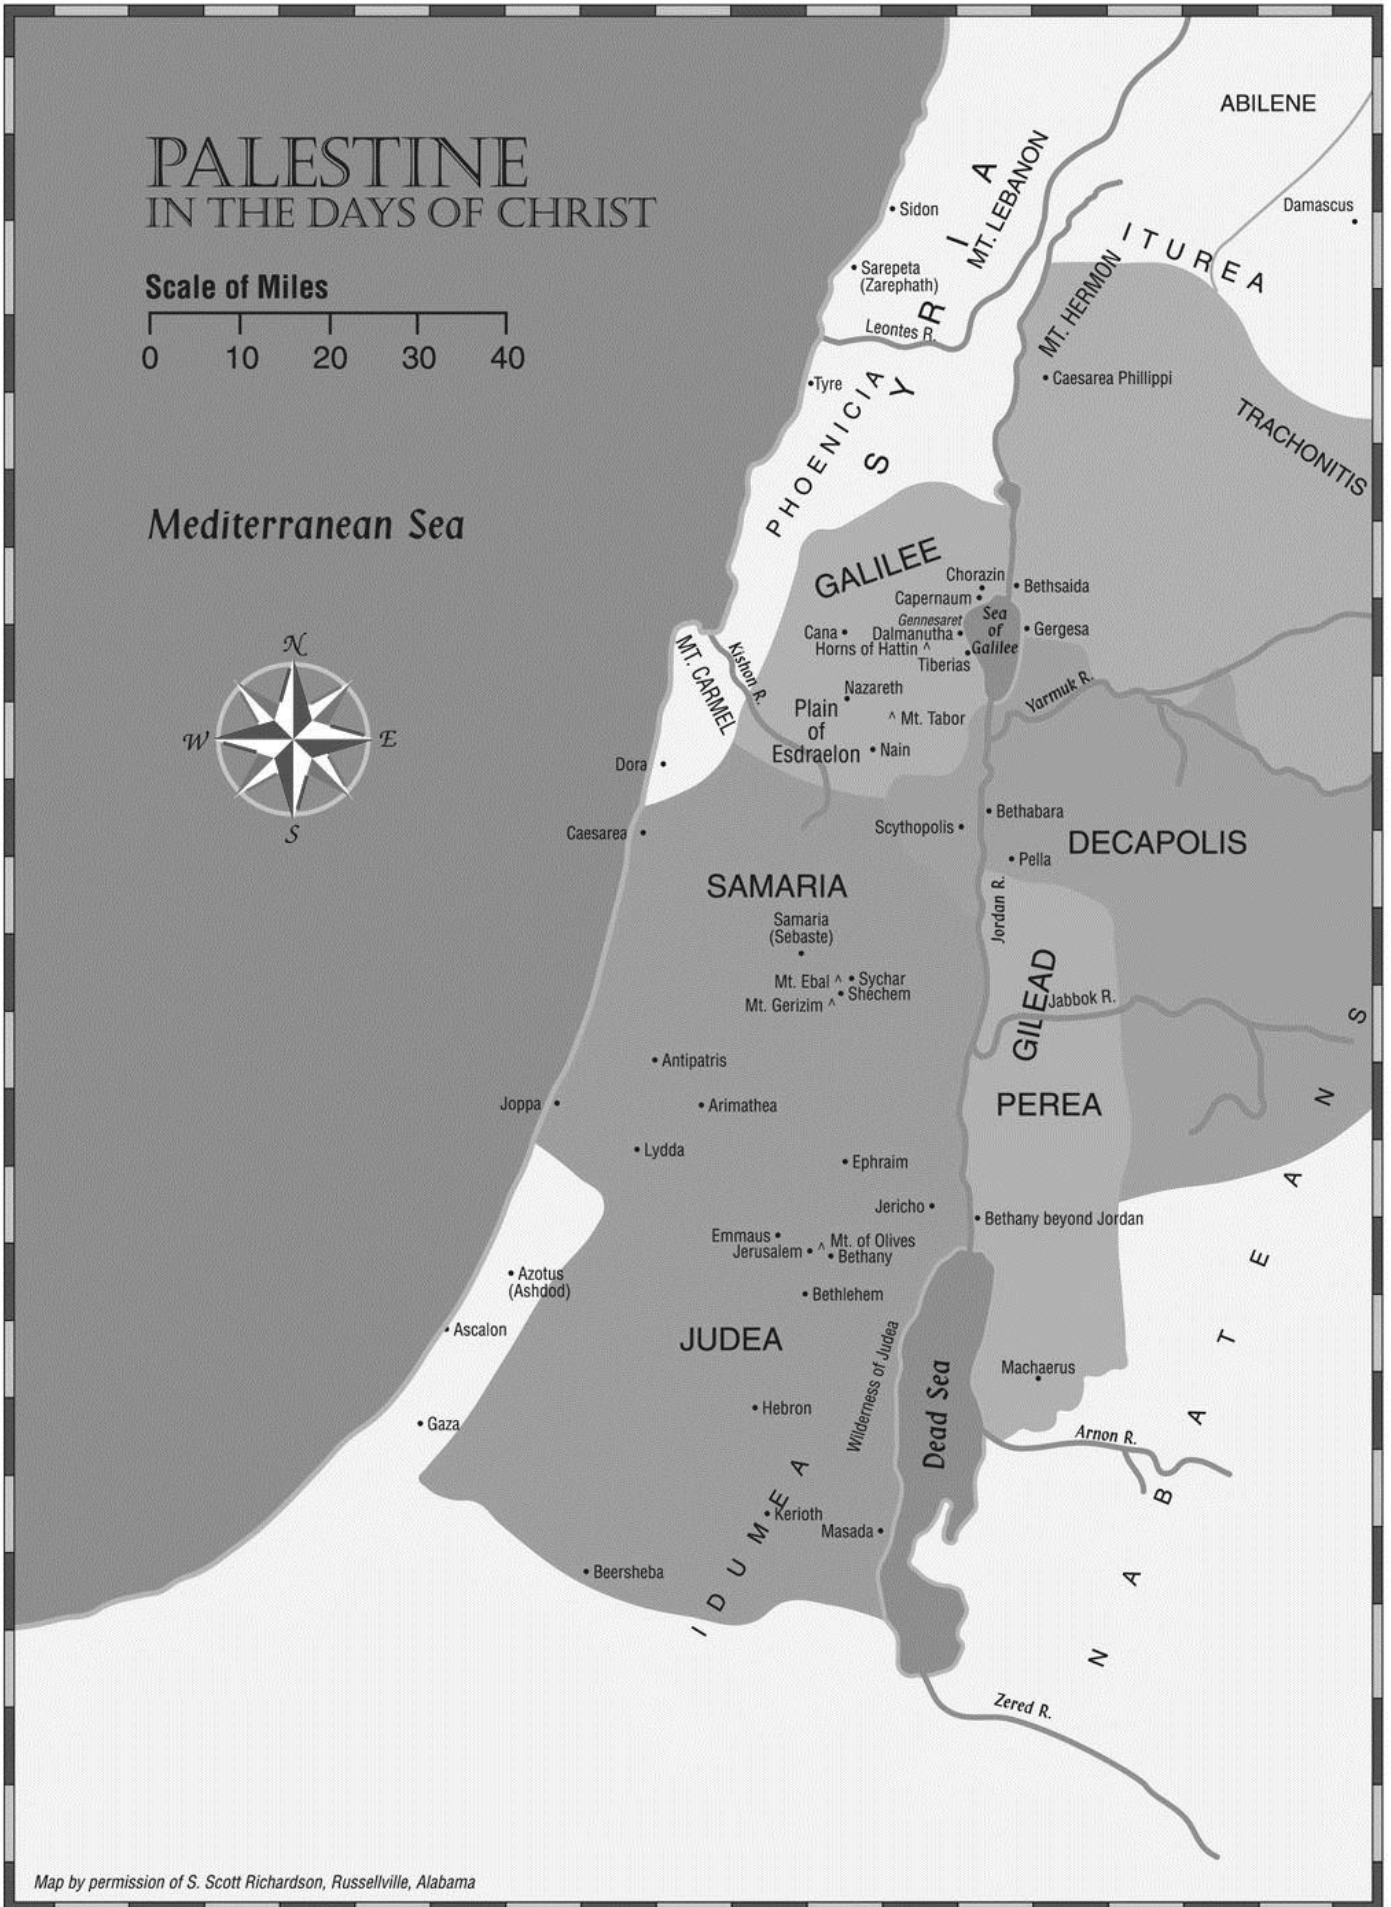 PALESTINE
IN THE DAYS OF CHRIST
Scale of Miles
0 10 20 30 40
Mediterranean Sea
N
W E
S
ABILENE
SYRIA
MT. LEBANON
Damascus
Sidon
ITUREA
Sarepeta
(Zarephath)
MT. HERMON
Leontes R.
Tyre
Caesarea Phillippi
PHOENICIA
TRACHONITIS
GALILEE
Chorazin
Bethsaida
Capernaum
Gennesaret
Sea
of
Galilee
Cana
Dalmanutha
Gergesa
Horns of Hattin ^
Tiberias
MT. CARMEL
Kishon R.
Nazareth
Yarmuk R.
Plain
of
Esdraelon
^ Mt. Tabor
Nain
Dora
Caesarea
Scythopolis
Bethabara
DECAPOLIS
Pella
SAMARIA
Jordan R.
Samaria
(Sebaste)
Mt. Ebal ^
Sychar
Shechem
Mt. Gerizim ^
GILEAD
Jabbok R.
Antipatris
Joppa
Arimathea
PEREA
Lydda
Ephraim
Jericho
Bethany beyond Jordan
Emmaus
Jerusalem
^ Mt. of Olives
Bethany
Azotus
(Ashdod)
Bethlehem
Ascalon
JUDEA
Wilderness of Judea
Dead Sea
Machaerus
Hebron
Gaza
Arnon R.
NABATEANS
IDUMEA
Kerioth
Masada
Beersheba
Zered R.
Map by permission of S. Scott Richardson, Russellville, Alabama